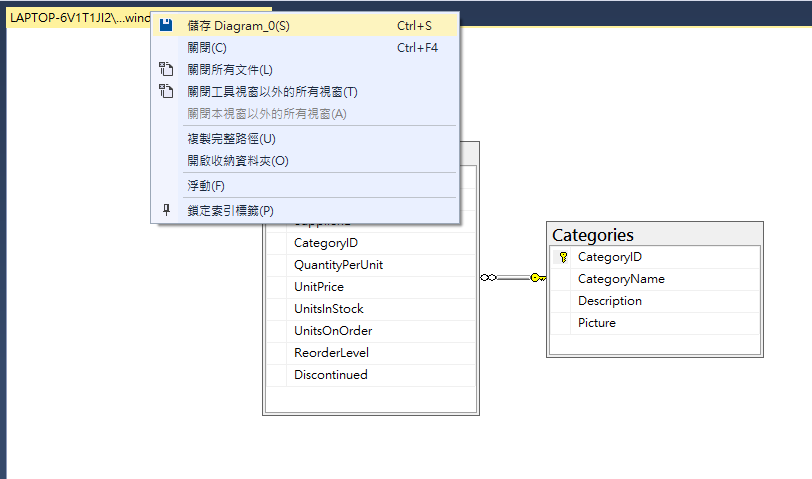 LAPTOP-6V1T1JI2\...wind
儲存 Diagram_0(S) Ctrl+S
關閉(C) Ctrl+F4
關閉所有文件(L)
關閉工具視窗以外的所有視窗(T)
關閉本視窗以外的所有視窗(A)
複製完整路徑(U)
開啟收納資料夾(O)
浮動(F)
鎖定索引標籤(P)
CategoryID
QuantityPerUnit
UnitPrice
UnitsInStock
UnitsOnOrder
ReorderLevel
Discontinued
Categories
CategoryID
CategoryName
Description
Picture